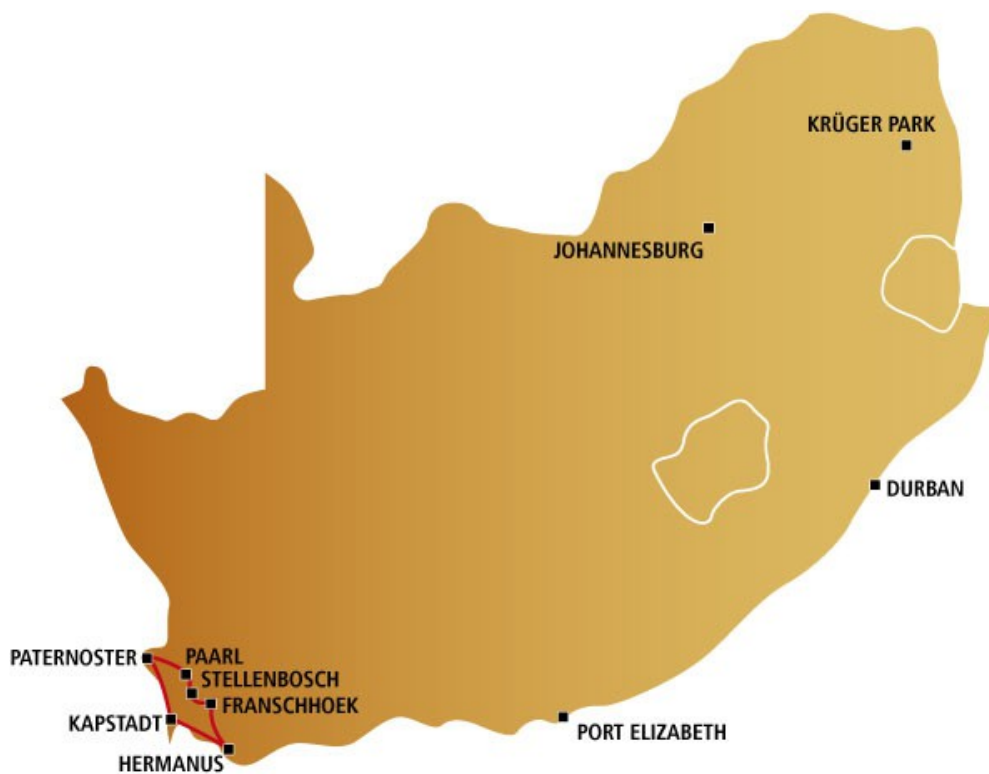 KRÜGER PARK
JOHANNESBURG
DURBAN
PATERNOSTER
PAARL
STELLENBOSCH
FRANSCHHOEK
KAPSTADT
PORT ELIZABETH
HERMANUS